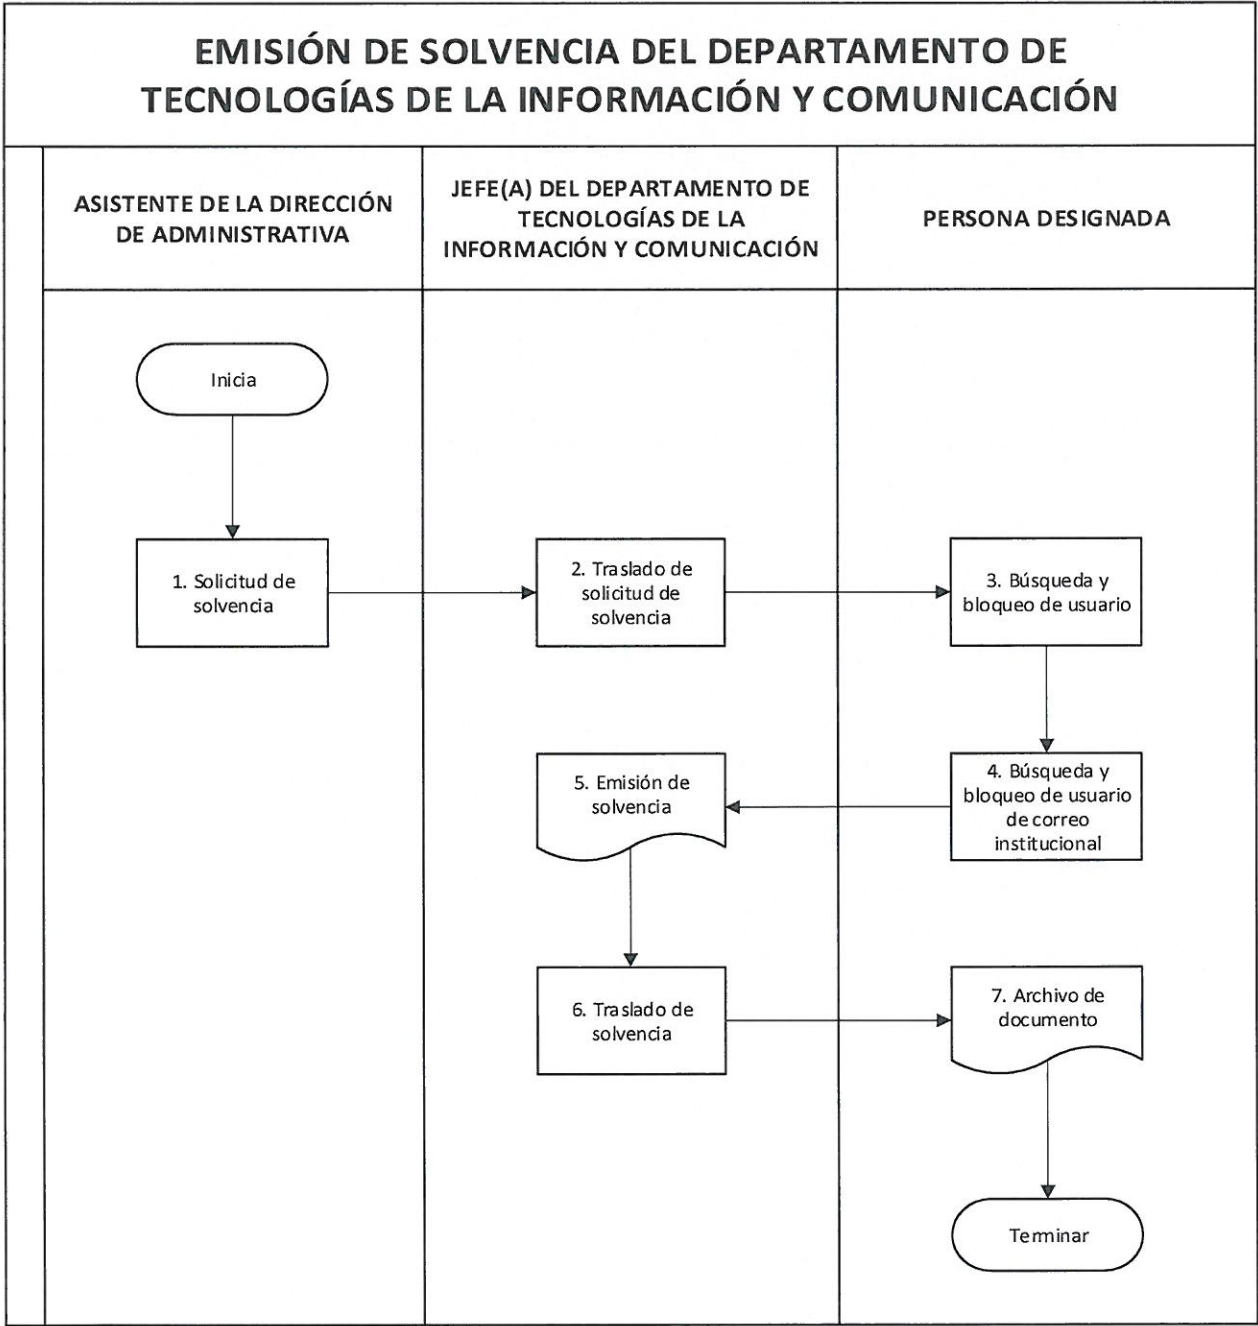 EMISIÓN DE SOLVENCIA DEL DEPARTAMENTO DE
TECNOLOGÍAS DE LA INFORMACIÓN Y COMUNICACIÓN
ASISTENTE DE LA DIRECCIÓN
DE ADMINISTRATIVA
JEFE(A) DEL DEPARTAMENTO DE
TECNOLOGÍAS DE LA
INFORMACIÓN Y COMUNICACIÓN
PERSONA DESIGNADA
Inicia
1. Solicitud de
solvencia
2. Traslado de
solicitud de
solvencia
3. Búsqueda y
bloqueo de usuario
4. Búsqueda y
bloqueo de usuario
de correo
institucional
5. Emisión de
solvencia
6. Traslado de
solvencia
7. Archivo de
documento
Terminar